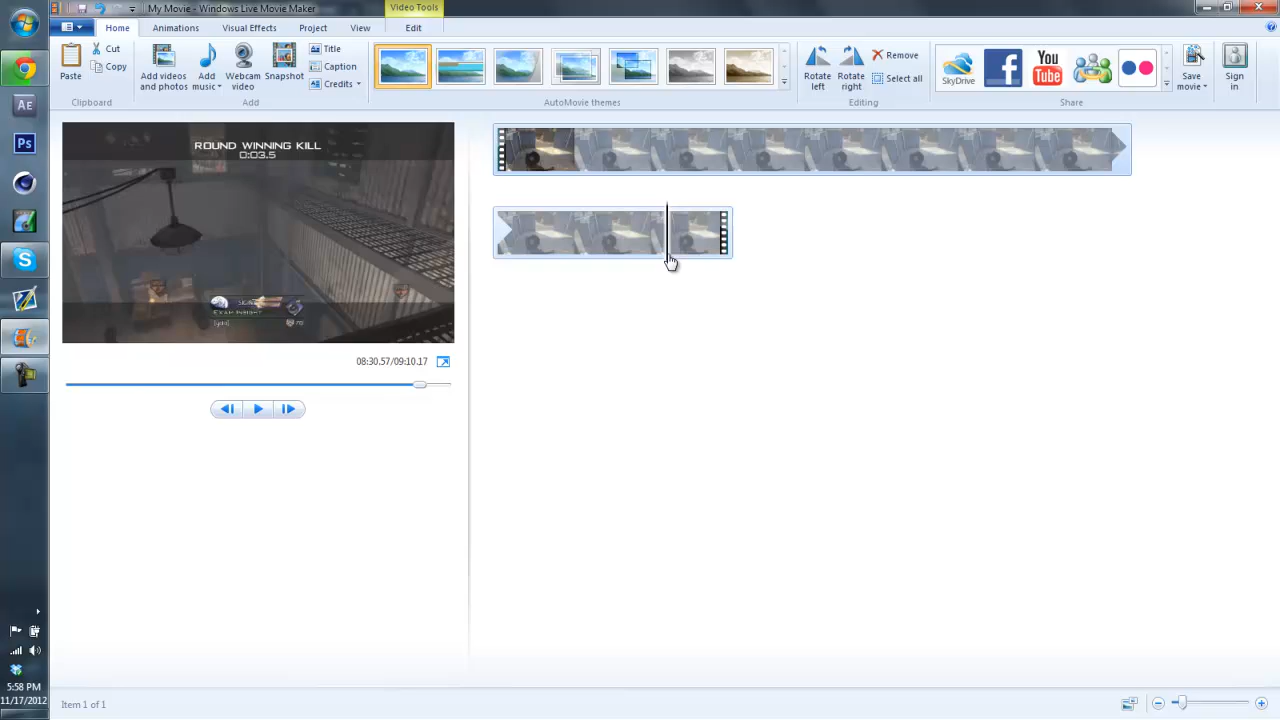 My Movie - Windows Live Movie Maker
Video Tools
Home
Animations
Visual Effects
Project
View
Edit
Paste
Cut
Copy
Clipboard
Add videos and photos
Add music
Webcam video
Snapshot
Title
Caption
Credits
Add
AutoMovie themes
Rotate left
Rotate right
Remove
Select all
Editing
SkyDrive
You Tube
Share
Save movie
Sign in
AE
Ps
ROUND WINNING KILL
0:03.5
08:30.57/09:10.17
5:58 PM
11/17/2012
Item 1 of 1